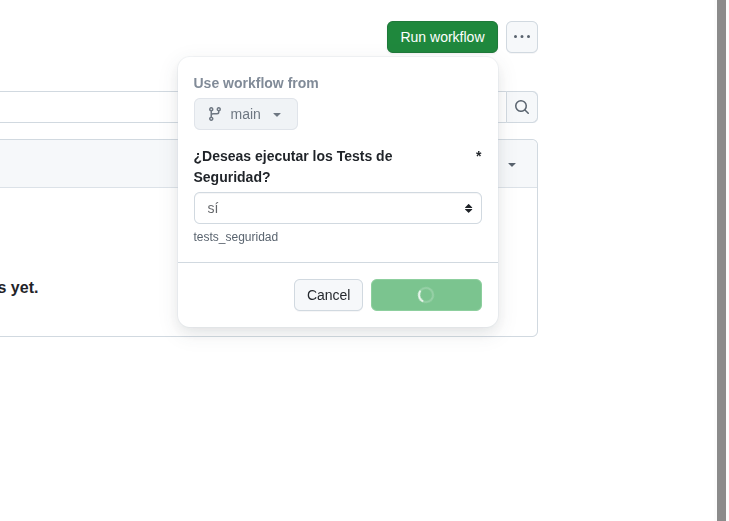 Run workflow
Use workflow from
main
¿Deseas ejecutar los Tests de *
Seguridad?
sí
tests_seguridad
s yet.
Cancel